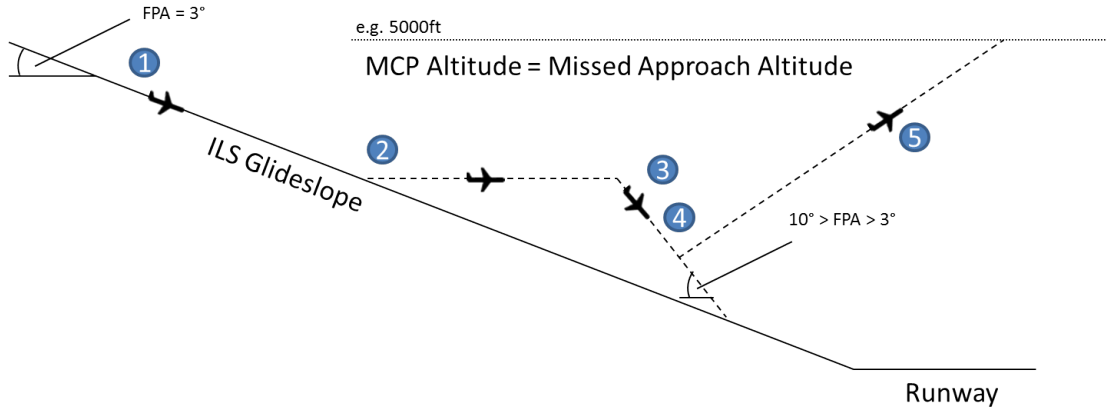 FPA = 3°
e.g. 5000ft
MCP Altitude = Missed Approach Altitude
1
ILS Glideslope
2
3
4
5
10° > FPA > 3°
Runway